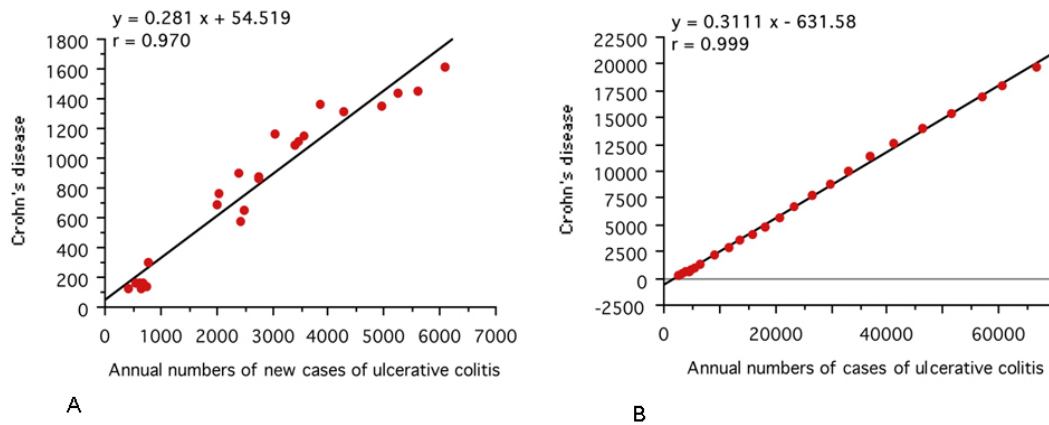 y = 0.281 x + 54.519
r = 0.970
1800
1600
1400
1200
1000
800
600
400
200
0
Crohn's disease
0 1000 2000 3000 4000 5000 6000 7000
Annual numbers of new cases of ulcerative colitis
A
y = 0.3111 x - 631.58
r = 0.999
22500
20000
17500
15000
12500
10000
7500
5000
2500
0
-2500
Crohn's disease
0 20000 40000 60000
Annual numbers of cases of ulcerative colitis
B